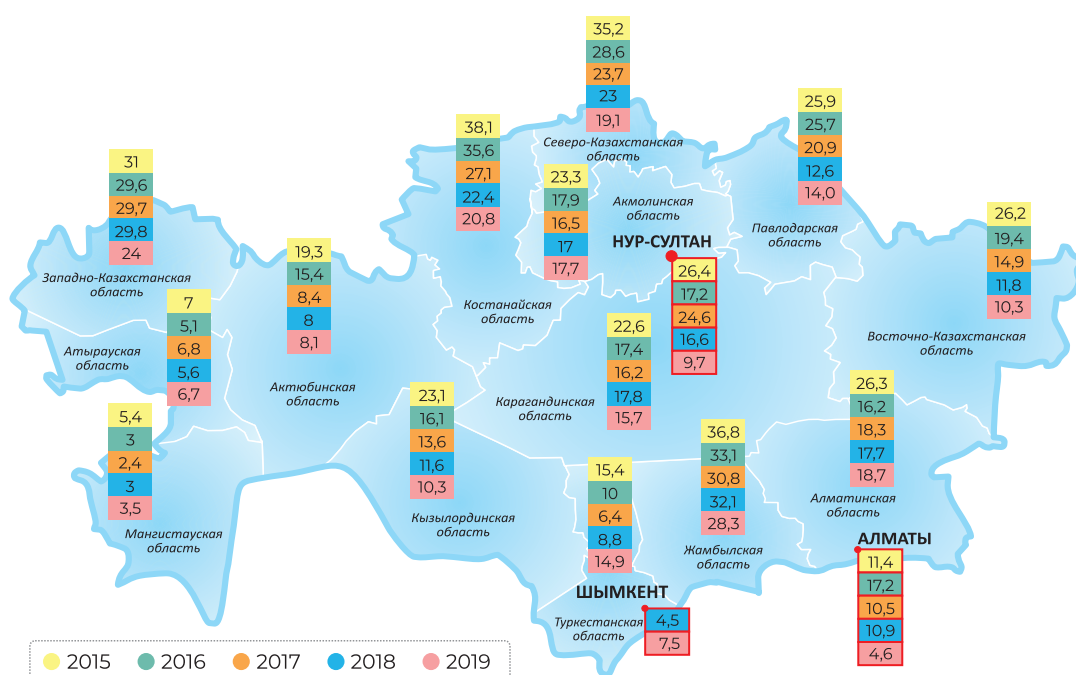 35,2
28,6
23,7
23
19,1
Северо-Казахстанская
область
38,1
35,6
27,1
22,4
20,8
Костанайская
область
25,9
25,7
20,9
12,6
14,0
Павлодарская
область
31
29,6
29,7
29,8
24
Западно-Казахстанская
область
23,3
17,9
16,5
17
17,7
Акмолинская
область
НУР-СУЛТАН
26,4
17,2
24,6
16,6
9,7
26,2
19,4
14,9
11,8
10,3
Восточно-Казахстанская
область
19,3
15,4
8,4
8
8,1
Актюбинская
область
7
5,1
6,8
5,6
6,7
Атырауская
область
22,6
17,4
16,2
17,8
15,7
Карагандинская
область
5,4
3
2,4
3
3,5
Мангистауская
область
23,1
16,1
13,6
11,6
10,3
Кызылординская
область
26,3
16,2
18,3
17,7
18,7
Алматинская
область
36,8
33,1
30,8
32,1
28,3
Жамбылская
область
15,4
10
6,4
8,8
14,9
ШЫМКЕНТ
Туркестанская
область
4,5
7,5
АЛМАТЫ
11,4
17,2
10,5
10,9
4,6
2015 2016 2017 2018 2019